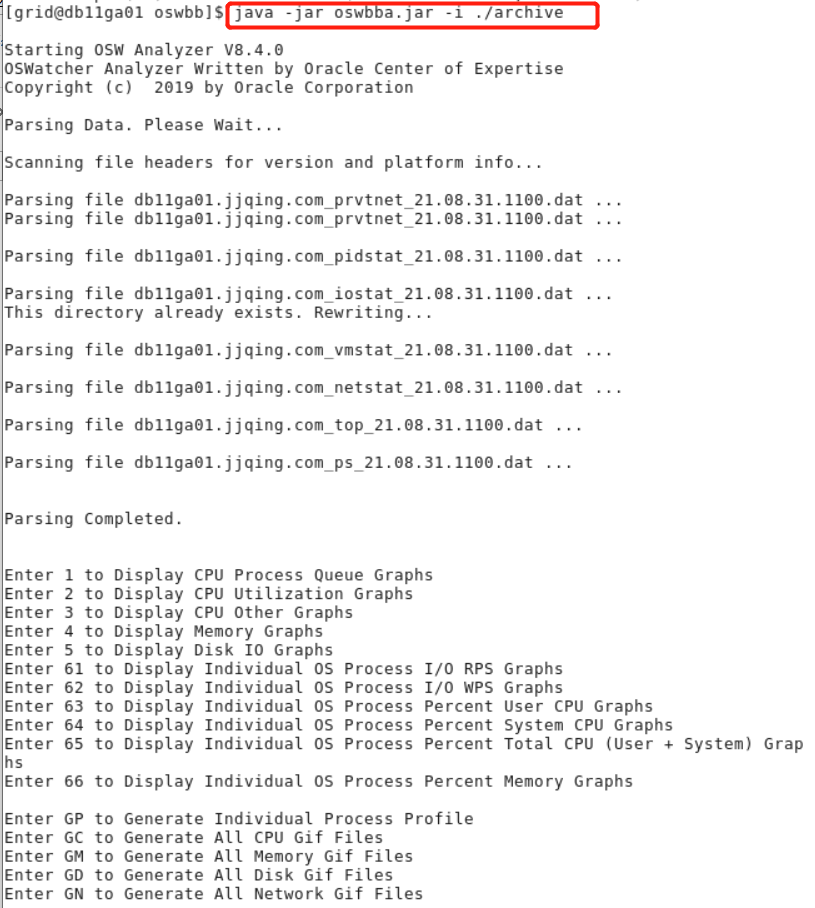 [grid@db11ga01 oswbb]$ java -jar oswbba.jar -i ./archive
Starting OSW Analyzer V8.4.0
OSWatcher Analyzer Written by Oracle Center of Expertise
Copyright (c)  2019 by Oracle Corporation
Parsing Data. Please Wait...
Scanning file headers for version and platform info...
Parsing file db11ga01.jjqing.com_prvtnet_21.08.31.1100.dat ...
Parsing file db11ga01.jjqing.com_prvtnet_21.08.31.1100.dat ...
Parsing file db11ga01.jjqing.com_pidstat_21.08.31.1100.dat ...
Parsing file db11ga01.jjqing.com_iostat_21.08.31.1100.dat ...
This directory already exists. Rewriting...
Parsing file db11ga01.jjqing.com_vmstat_21.08.31.1100.dat ...
Parsing file db11ga01.jjqing.com_netstat_21.08.31.1100.dat ...
Parsing file db11ga01.jjqing.com_top_21.08.31.1100.dat ...
Parsing file db11ga01.jjqing.com_ps_21.08.31.1100.dat ...
Parsing Completed.
Enter 1 to Display CPU Process Queue Graphs
Enter 2 to Display CPU Utilization Graphs
Enter 3 to Display CPU Other Graphs
Enter 4 to Display Memory Graphs
Enter 5 to Display Disk IO Graphs
Enter 61 to Display Individual OS Process I/O RPS Graphs
Enter 62 to Display Individual OS Process I/O WPS Graphs
Enter 63 to Display Individual OS Process Percent User CPU Graphs
Enter 64 to Display Individual OS Process Percent System CPU Graphs
Enter 65 to Display Individual OS Process Percent Total CPU (User + System) Grap
hs
Enter 66 to Display Individual OS Process Percent Memory Graphs
Enter GP to Generate Individual Process Profile
Enter GC to Generate All CPU Gif Files
Enter GM to Generate All Memory Gif Files
Enter GD to Generate All Disk Gif Files
Enter GN to Generate All Network Gif Files